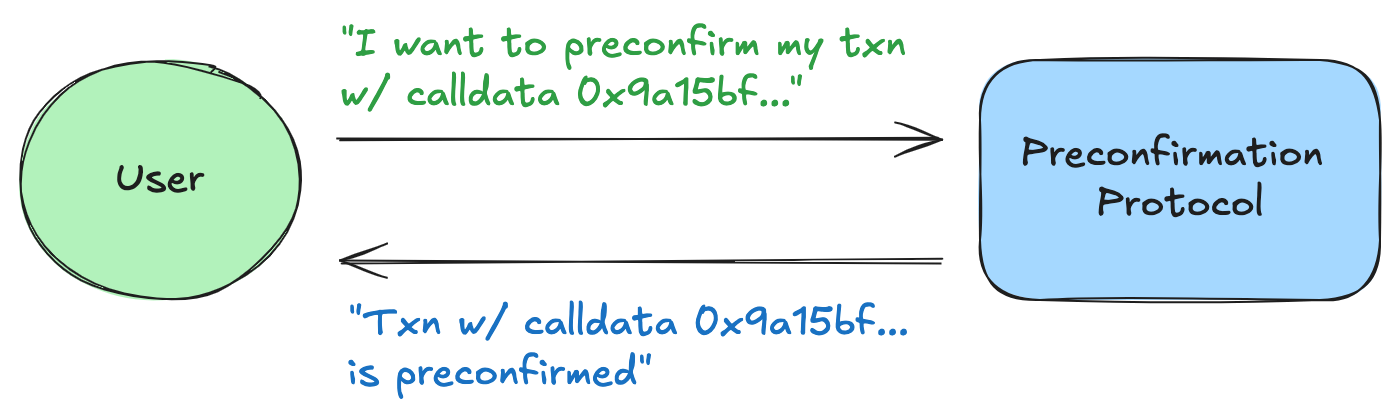 "I want to preconfirm my txn
w/ calldata 0x9a15bf..."
User
Preconfirmation
Protocol
"Txn w/ calldata 0x9a15bf...
is preconfirmed"